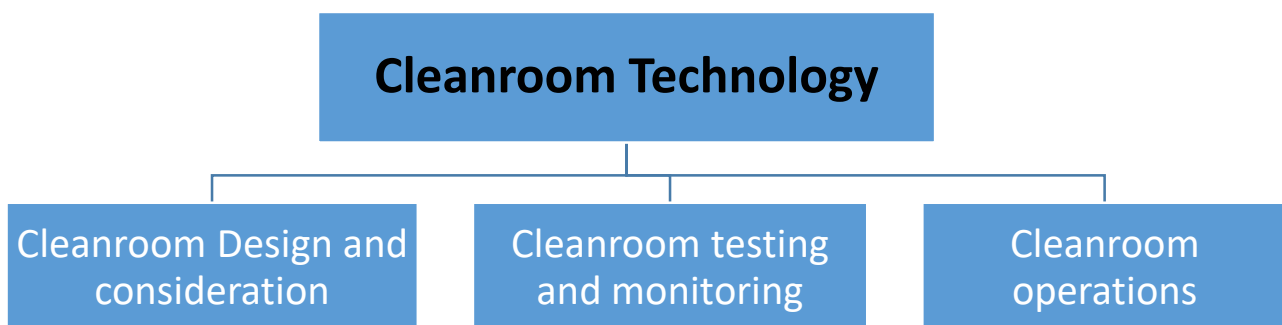 Cleanroom Technology
Cleanroom Design and
consideration
Cleanroom testing
and monitoring
Cleanroom
operations